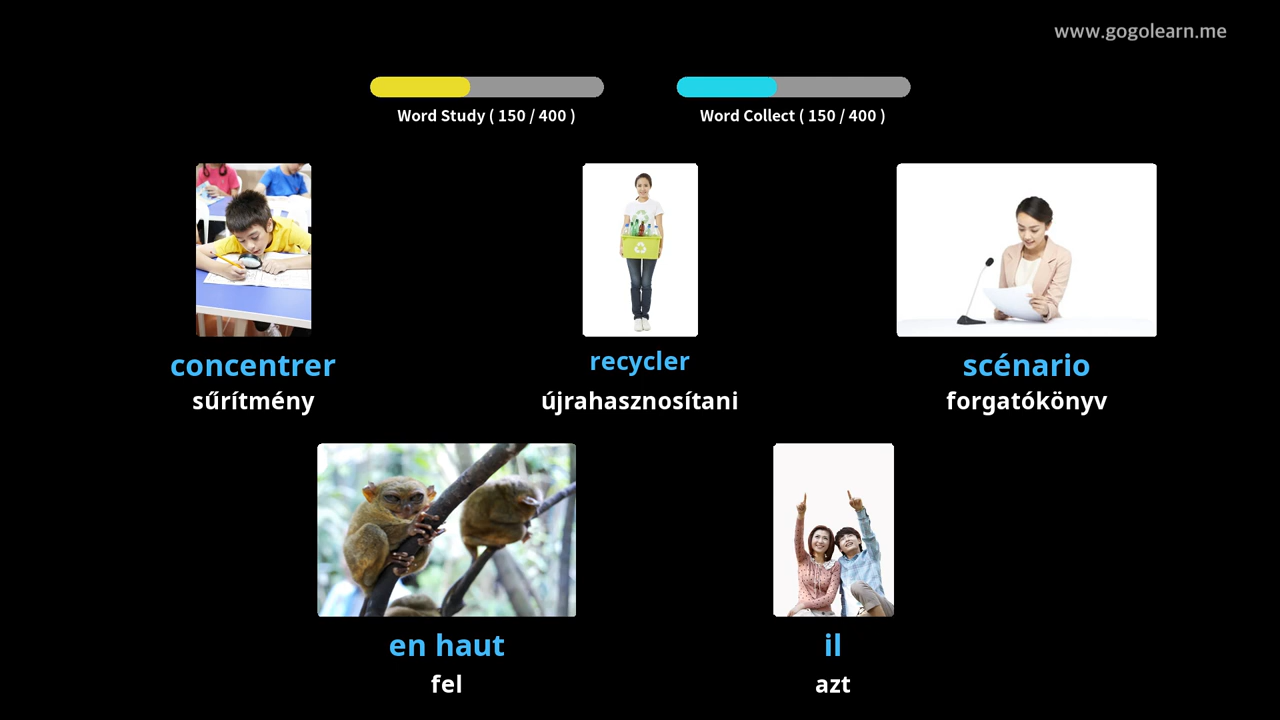 www.gogolearn.me
Word Study ( 150 / 400 )
Word Collect ( 150 / 400 )
concentrer
sűrítmény
recycler
újrahasznosítani
scénario
forgatókönyv
en haut
fel
il
azt